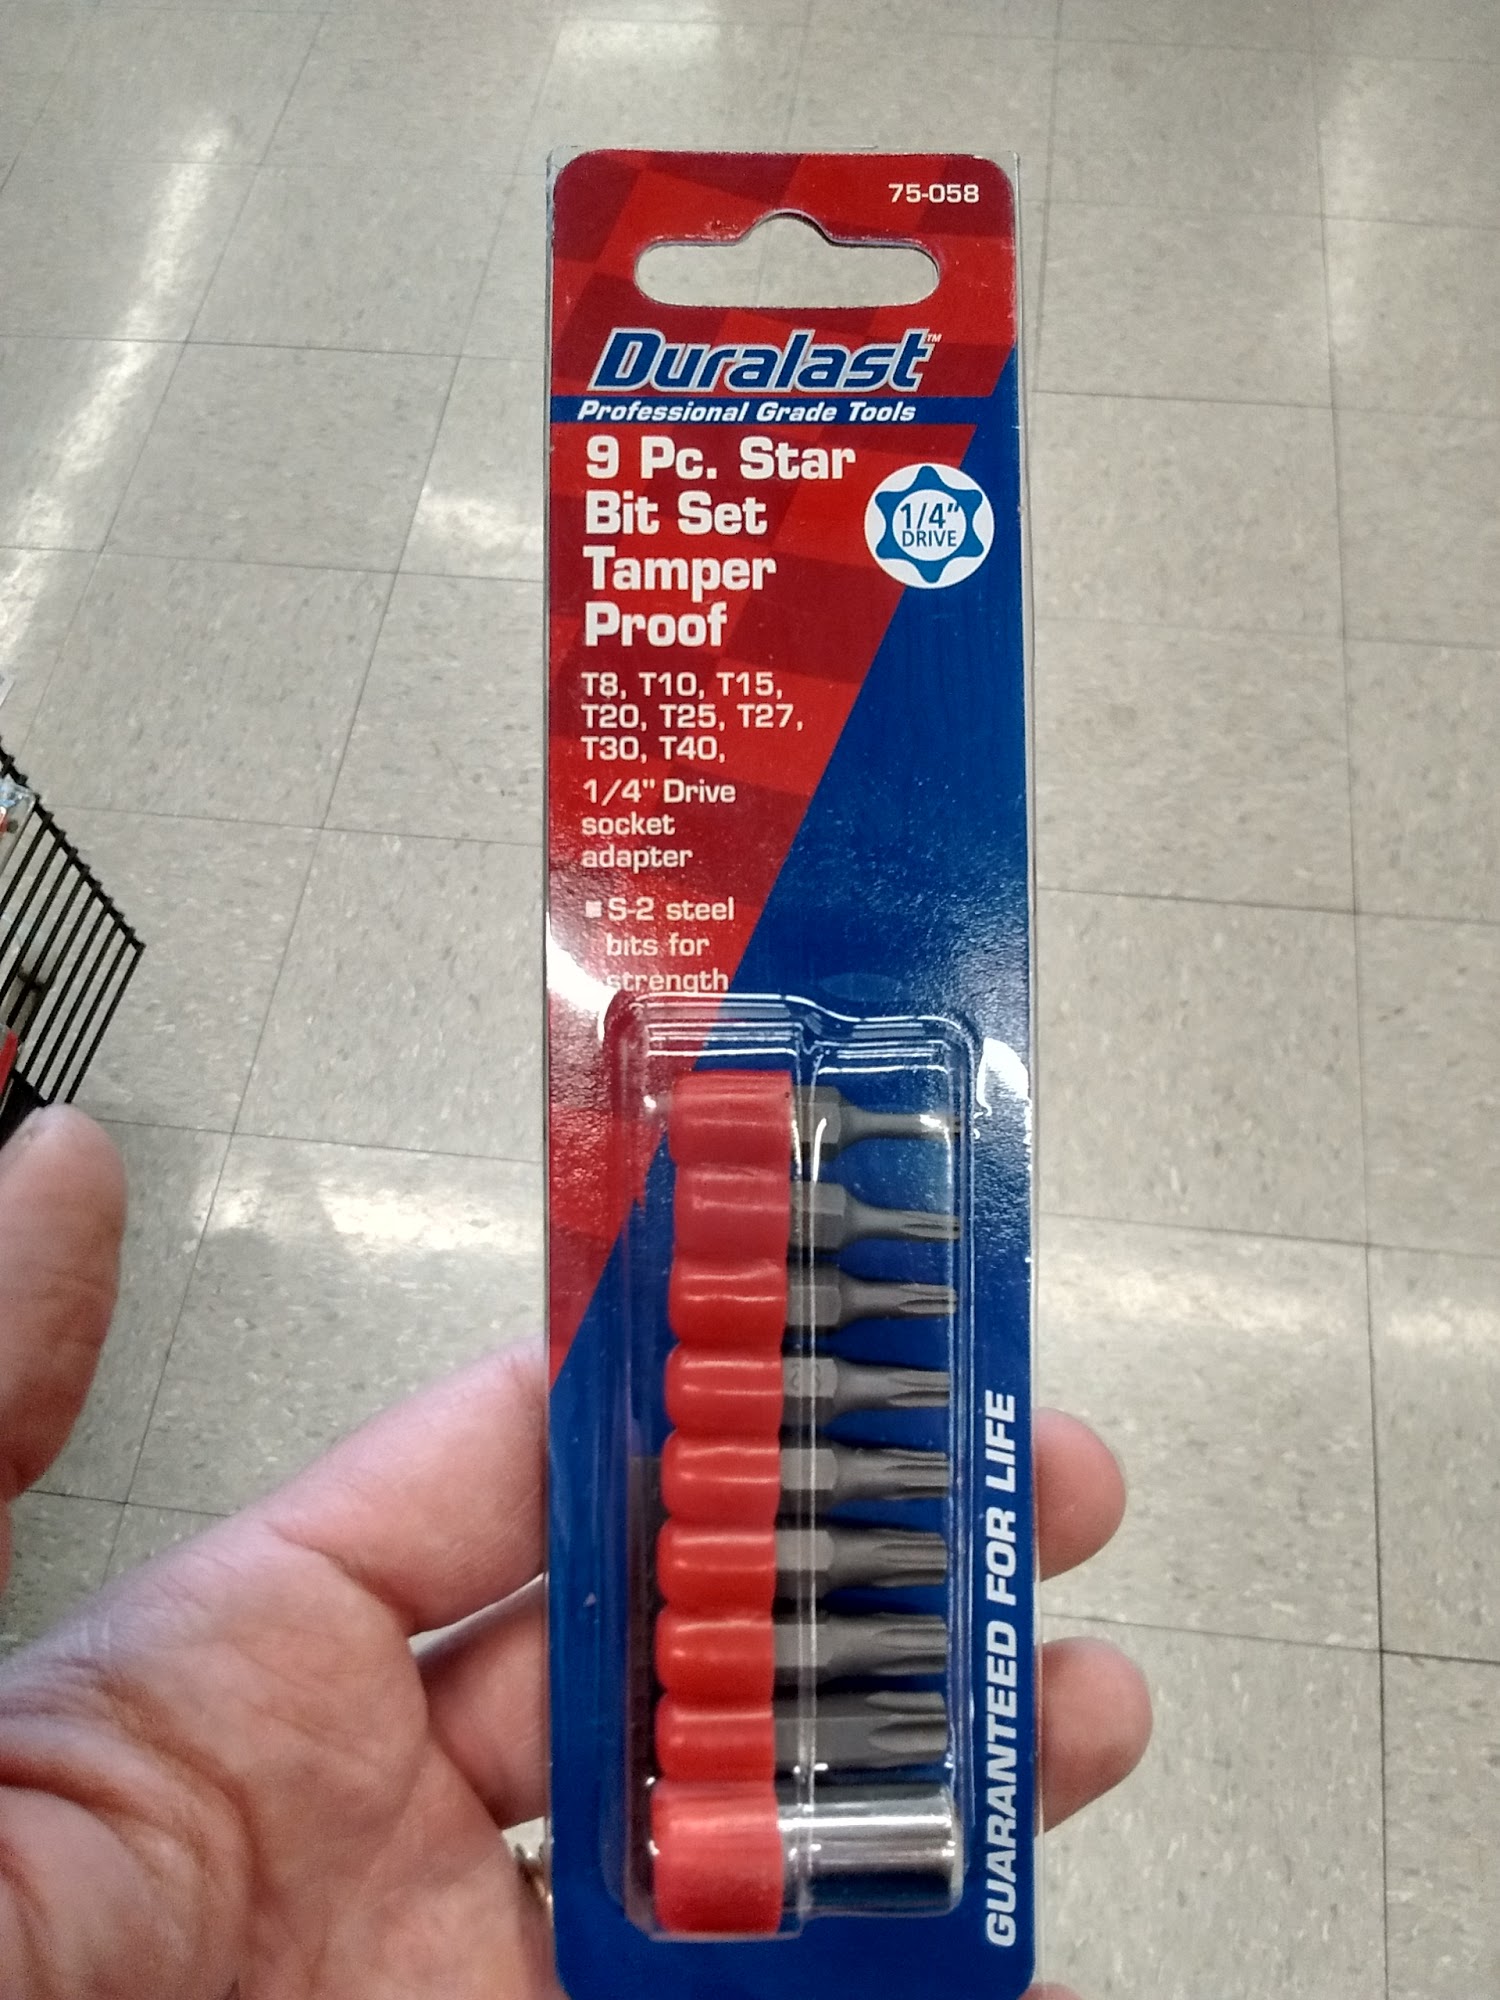 75-058
Duralast™
Professional Grade Tools
9 Pc. Star
Bit Set
Tamper
Proof
1/4"
DRIVE
T8, T10, T15,
T20, T25, T27,
T30, T40,
1/4" Drive
socket
adapter
■ S-2 steel
bits for
strength
GUARANTEED FOR LIFE